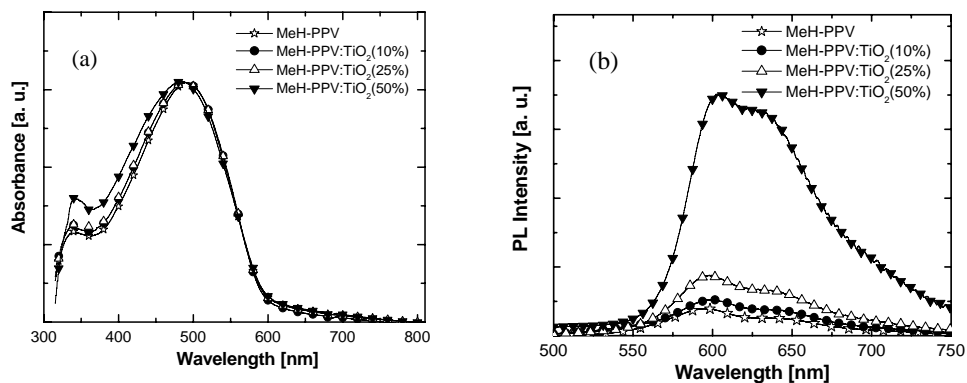 (a)
MeH-PPV
MeH-PPV:TiO₂(10%)
MeH-PPV:TiO₂(25%)
MeH-PPV:TiO₂(50%)
Absorbance [a. u.]
300 400 500 600 700 800
Wavelength [nm]
(b)
MeH-PPV
MeH-PPV:TiO₂(10%)
MeH-PPV:TiO₂(25%)
MeH-PPV:TiO₂(50%)
PL Intensity [a. u.]
500 550 600 650 700 750
Wavelength [nm]